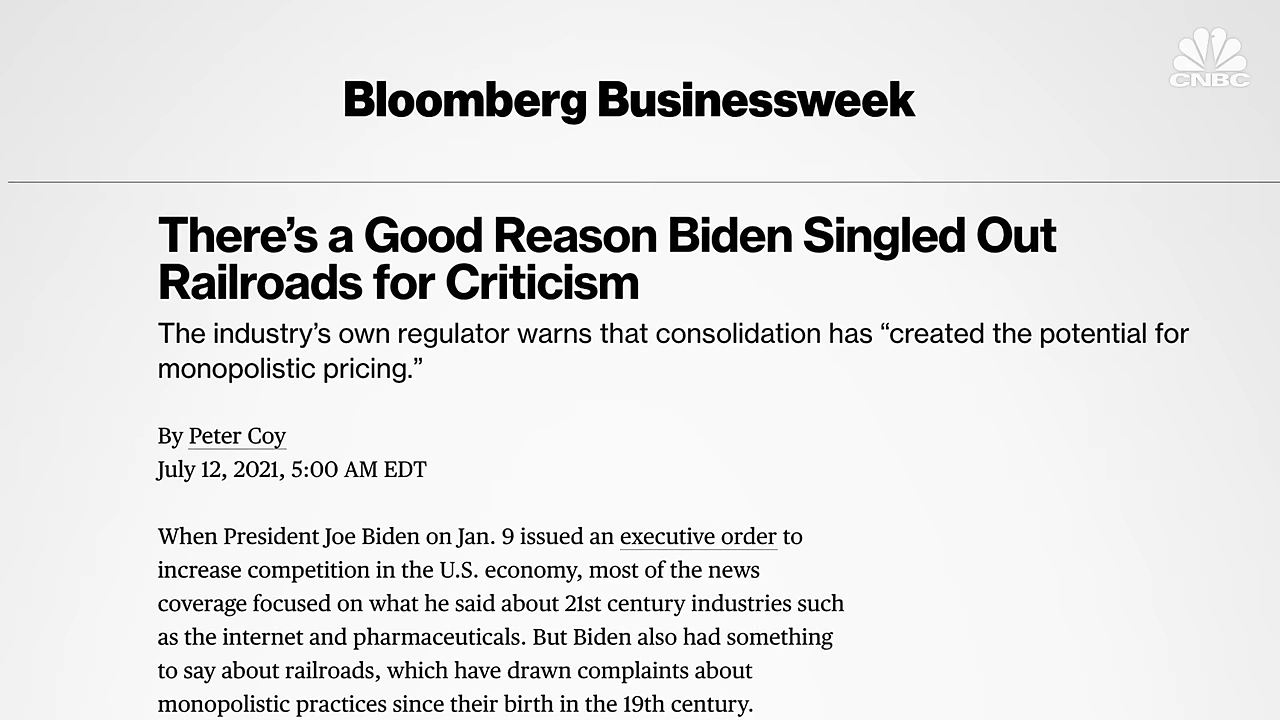 CNBC
Bloomberg Businessweek
There’s a Good Reason Biden Singled Out
Railroads for Criticism
The industry’s own regulator warns that consolidation has “created the potential for
monopolistic pricing.”
By Peter Coy
July 12, 2021, 5:00 AM EDT
When President Joe Biden on Jan. 9 issued an executive order to
increase competition in the U.S. economy, most of the news
coverage focused on what he said about 21st century industries such
as the internet and pharmaceuticals. But Biden also had something
to say about railroads, which have drawn complaints about
monopolistic practices since their birth in the 19th century.